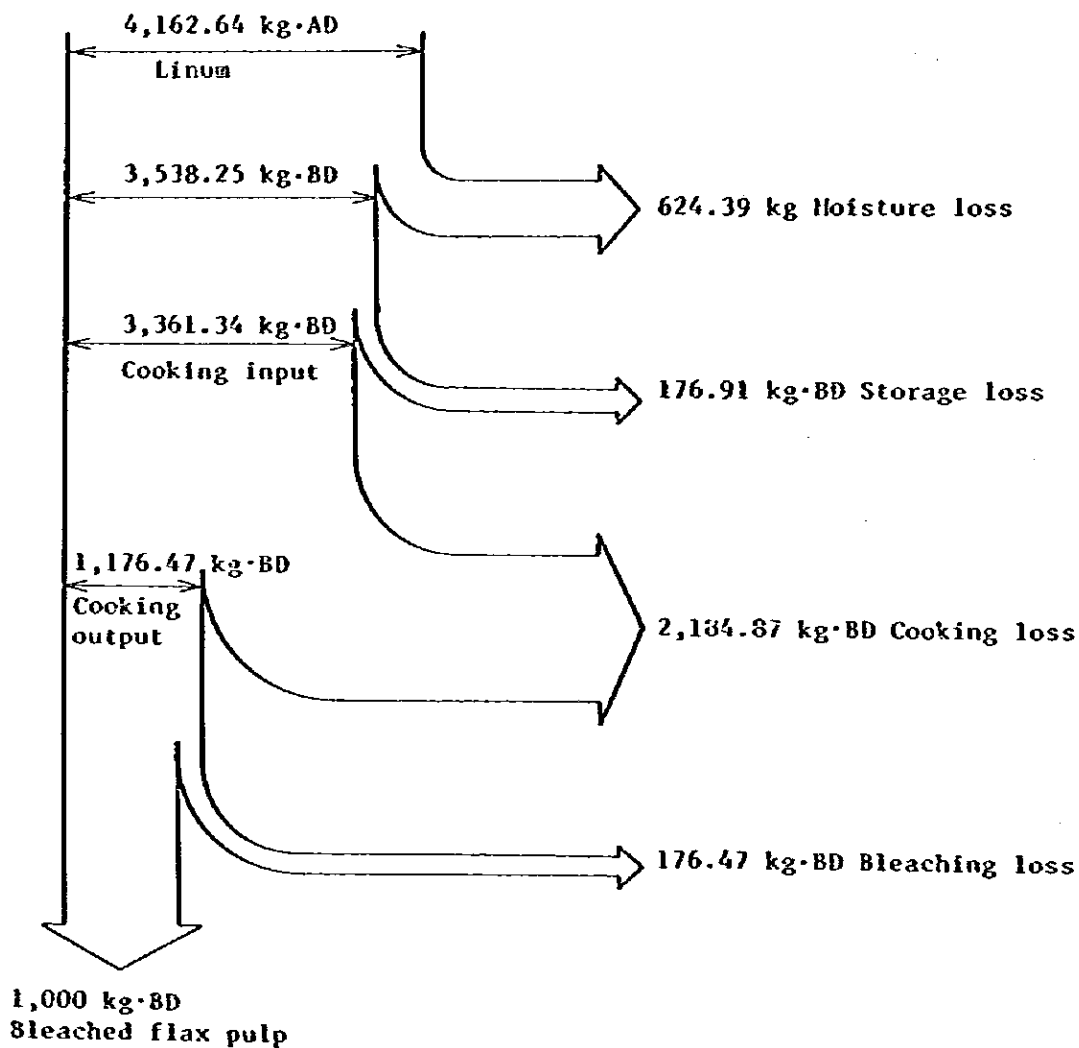 4,162.64 kg·AD
Linum
3,538.25 kg·BD
624.39 kg Moisture loss
3,361.34 kg·BD
Cooking input
176.91 kg·BD Storage loss
1,176.47 kg·BD
Cooking
output
2,184.87 kg·BD Cooking loss
176.47 kg·BD Bleaching loss
1,000 kg·BD
Bleached flax pulp